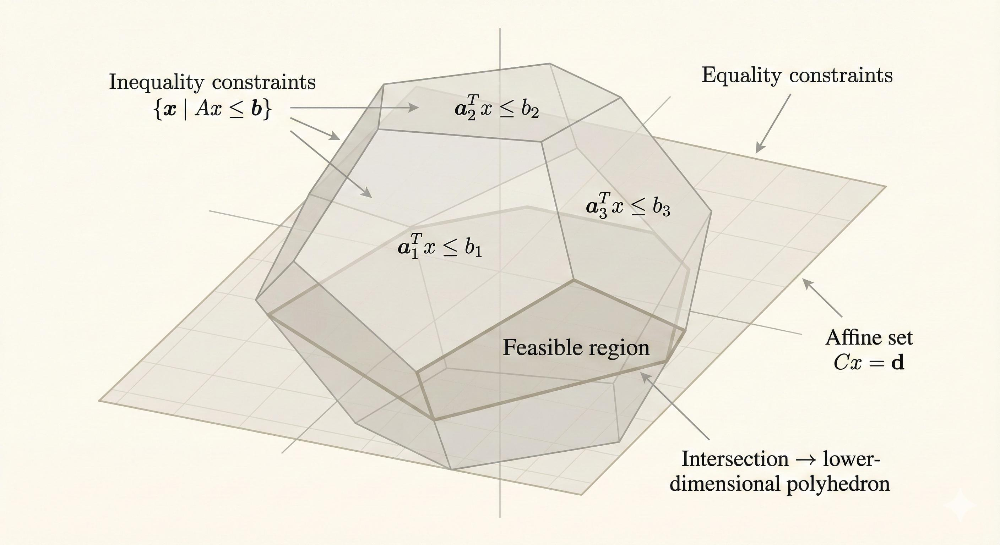 Inequality constraints
{x | Ax ≤ b}
Equality constraints
a₂ᵀx ≤ b₂
a₃ᵀx ≤ b₃
a₁ᵀx ≤ b₁
Feasible region
Affine set
Cx = d
Intersection → lower-
dimensional polyhedron